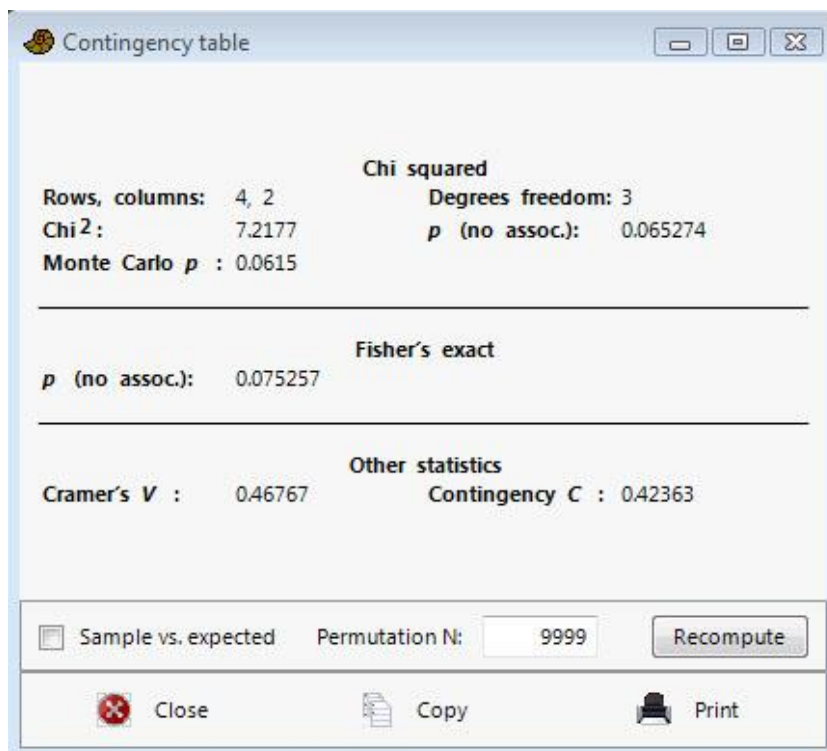 Contingency table
Chi squared
Rows, columns: 4, 2 Degrees freedom: 3
Chi2: 7.2177 p (no assoc.): 0.065274
Monte Carlo p : 0.0615
Fisher's exact
p (no assoc.): 0.075257
Other statistics
Cramer's V : 0.46767 Contingency C : 0.42363
Sample vs. expected Permutation N: 9999 Recompute
Close Copy Print